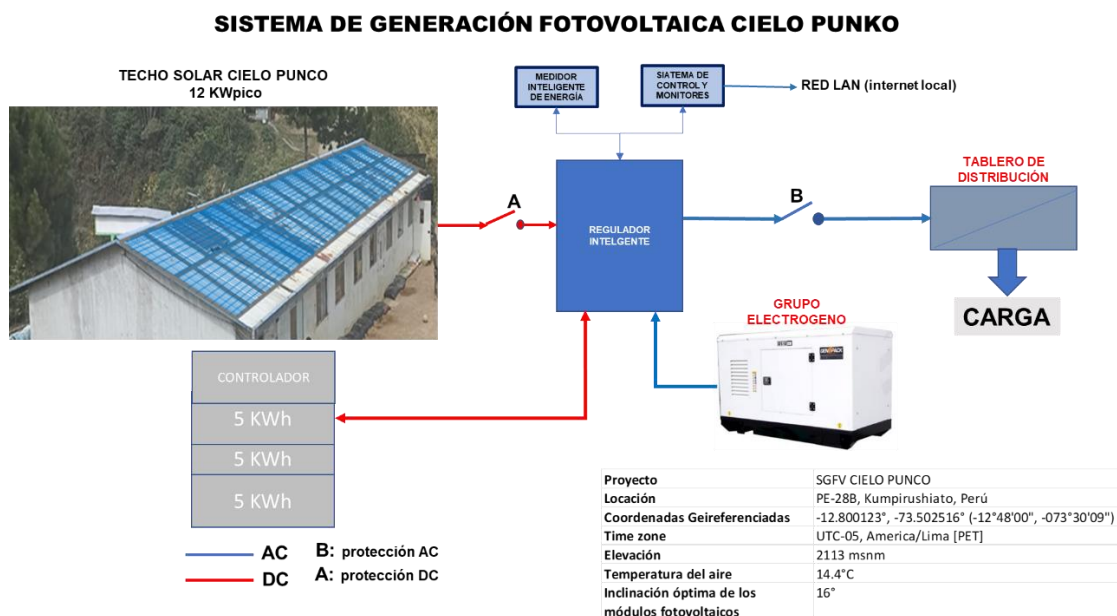 SISTEMA DE GENERACIÓN FOTOVOLTAICA CIELO PUNKO
TECHO SOLAR CIELO PUNCO
12 KWpico
MEDIDOR
INTELIGENTE
DE ENERGÍA
SIATEMA DE
CONTROL Y
MONITORES
RED LAN (internet local)
A
REGULADOR
INTELGENTE
B
TABLERO DE
DISTRIBUCIÓN
CARGA
GRUPO
ELECTROGENO
CONTROLADOR
5 KWh
5 KWh
5 KWh
AC B: protección AC
DC A: protección DC
Proyecto SGFV CIELO PUNCO
Locación PE-28B, Kumpirushiato, Perú
Coordenadas Geireferenciadas -12.800123°, -73.502516° (-12°48'00", -073°30'09")
Time zone UTC-05, America/Lima [PET]
Elevación 2113 msnm
Temperatura del aire 14.4°C
Inclinación óptima de los 16°
módulos fotovoltaicos